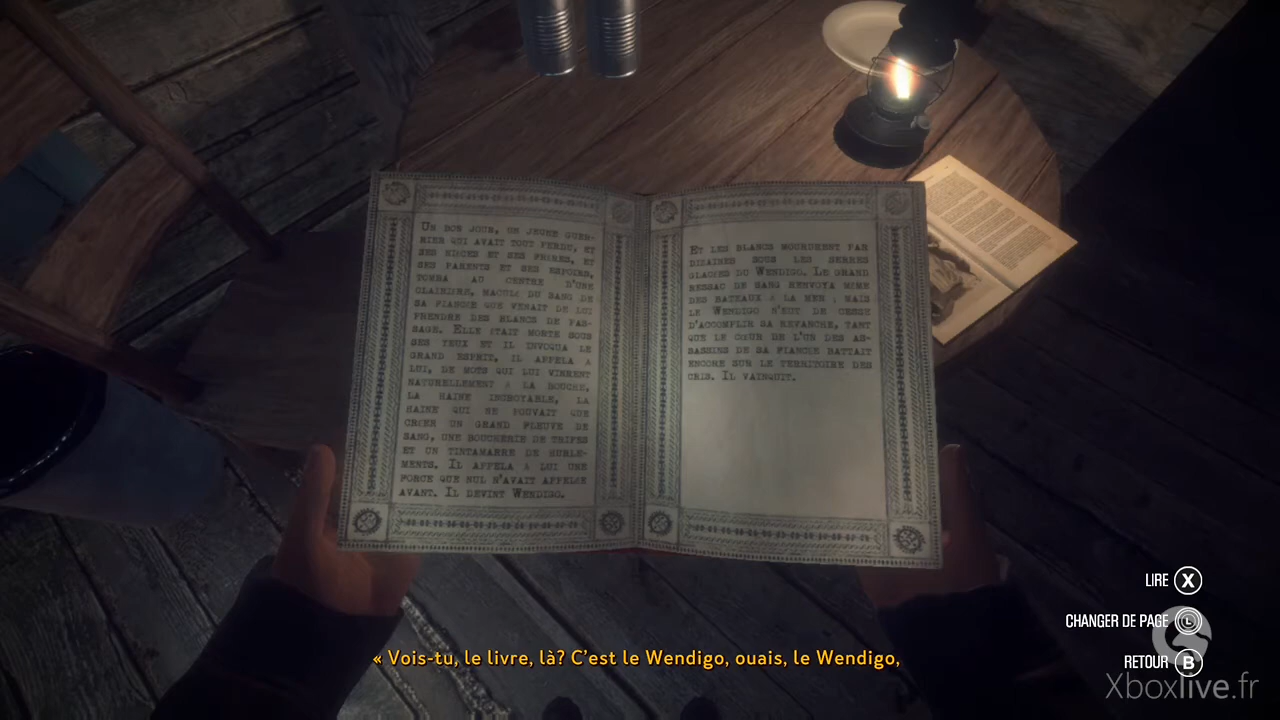 Un bon jour, un jeune guer-
rier qui avait tout perdu, et
ses nièces et ses frères, et
ses parents et ses espoirs,
tomba au centre d'une
clairière, maculé du sang de
sa fiancée que venait de lui
prendre des blancs de pas-
sage. Elle était morte sous
ses yeux et il invoqua le
grand esprit, il appela à
lui, de mots qui lui vinrent
naturellement à la bouche,
la haine incroyable, la
haine qui ne pouvait que
créer un grand fleuve de
sang, une boucherie de tripes
et un tintamarre de hurle-
ments. Il appela à lui une
force que nul n'avait appelée
avant. Il devint Wendigo.
Et les blancs moururent par
dizaines sous les serres
glacées du Wendigo. Le grand
ressac de sang renvoya même
des bateaux à la mer ; mais
le Wendigo n'eut de cesse
d'accomplir sa revanche, tant
que le cœur de l'un des as-
sassins de sa fiancée battait
encore sur le territoire des
Cris. Il vainquit.
LIRE X
CHANGER DE PAGE L
RETOUR B
« Vois-tu, le livre, là? C'est le Wendigo, ouais, le Wendigo,
Xboxlive.fr